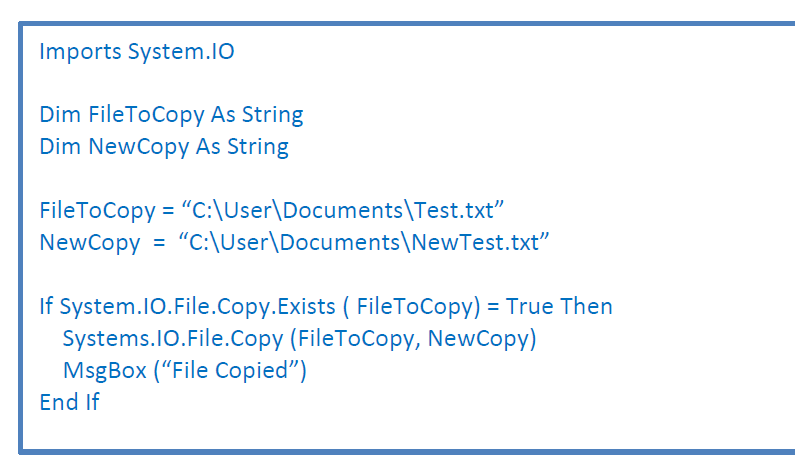 Imports System.IO
Dim FileToCopy As String
Dim NewCopy As String
FileToCopy = “C:\User\Documents\Test.txt”
NewCopy  =  “C:\User\Documents\NewTest.txt”
If System.IO.File.Copy.Exists ( FileToCopy) = True Then
Systems.IO.File.Copy (FileToCopy, NewCopy)
MsgBox (“File Copied”)
End If